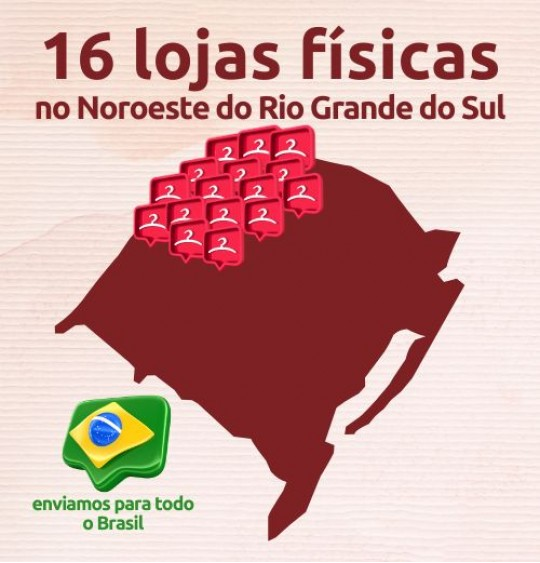 16 lojas físicas
no Noroeste do Rio Grande do Sul
enviamos para todo
o Brasil